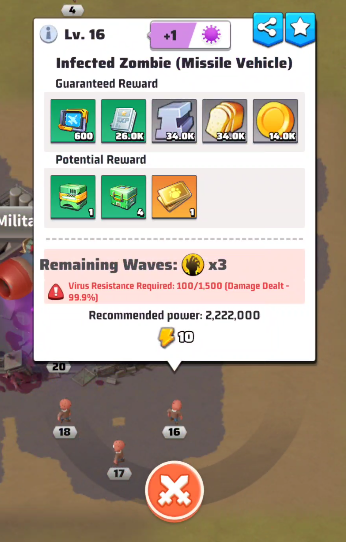 4
Lv. 16
+1
Infected Zombie (Missile Vehicle)
Guaranteed Reward
600
26.0K
34.0K
34.0K
14.0K
Potential Reward
1
4
1
Milita
Remaining Waves: x3
Virus Resistance Required: 100/1,500 (Damage Dealt -
99.9%)
Recommended power: 2,222,000
10
20
18
16
17